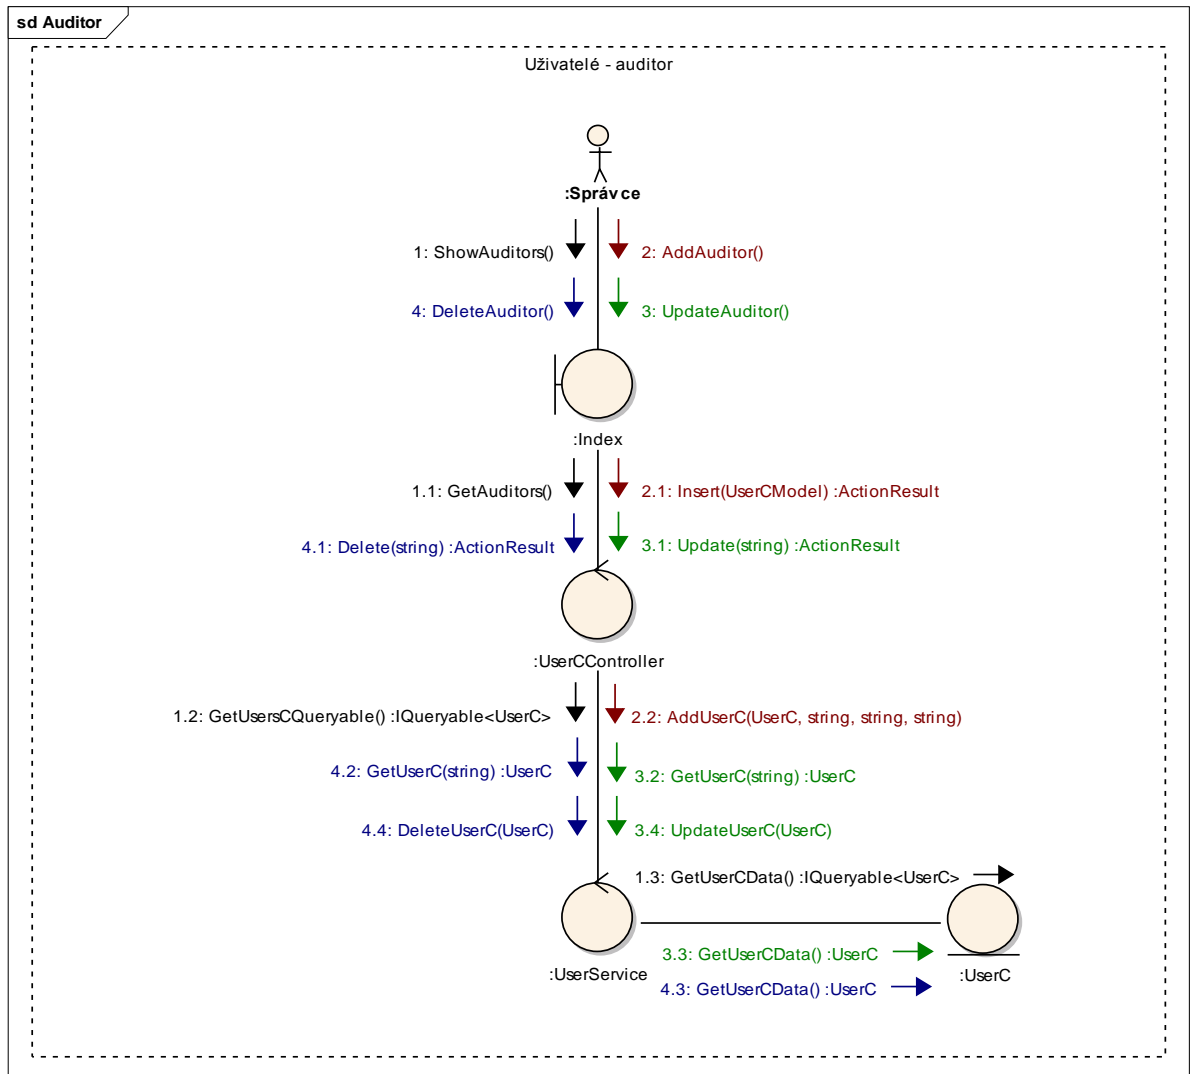 sd Auditor
Uživatelé - auditor
:Správce
1: ShowAuditors()
2: AddAuditor()
4: DeleteAuditor()
3: UpdateAuditor()
:Index
1.1: GetAuditors()
2.1: Insert(UserCModel) :ActionResult
4.1: Delete(string) :ActionResult
3.1: Update(string) :ActionResult
:UserCController
1.2: GetUsersCQueryable() :IQueryable<UserC>
2.2: AddUserC(UserC, string, string, string)
4.2: GetUserC(string) :UserC
3.2: GetUserC(string) :UserC
4.4: DeleteUserC(UserC)
3.4: UpdateUserC(UserC)
1.3: GetUserCData() :IQueryable<UserC>
3.3: GetUserCData() :UserC
:UserService
:UserC
4.3: GetUserCData() :UserC